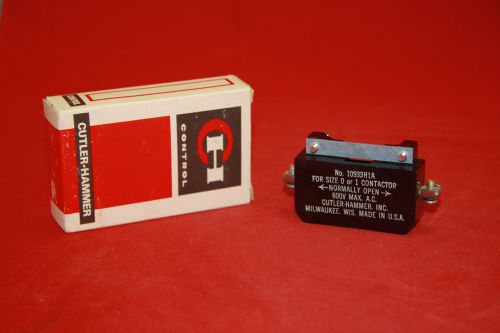 CUTLER-HAMMER
CH
CONTROL
No. 10933H1A
FOR SIZE 0 or 1 CONTACTOR
←NORMALLY OPEN→
600V MAX. A.C.
CUTLER-HAMMER, INC.
MILWAUKEE, WIS. MADE IN U.S.A.